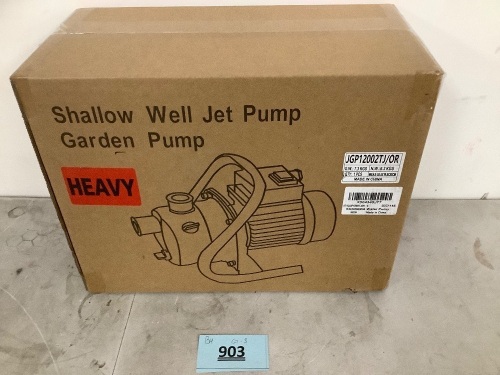 Shallow Well Jet Pump
Garden Pump
HEAVY
JGP12002TJ/OR
MADE IN CHINA
903